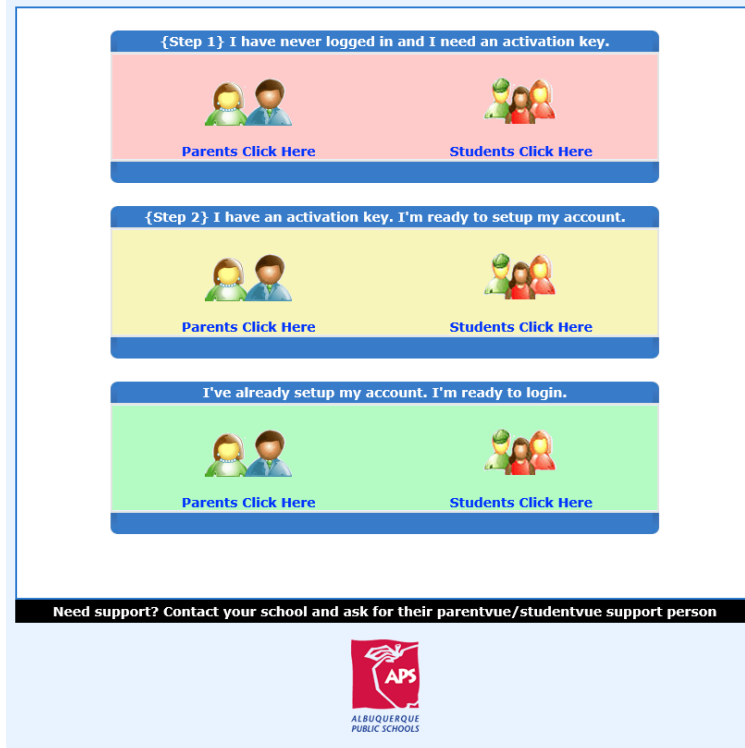 {Step 1} I have never logged in and I need an activation key.
Parents Click Here
Students Click Here
{Step 2} I have an activation key. I'm ready to setup my account.
Parents Click Here
Students Click Here
I've already setup my account. I'm ready to login.
Parents Click Here
Students Click Here
Need support? Contact your school and ask for their parentvue/studentvue support person
APS
ALBUQUERQUE
PUBLIC SCHOOLS